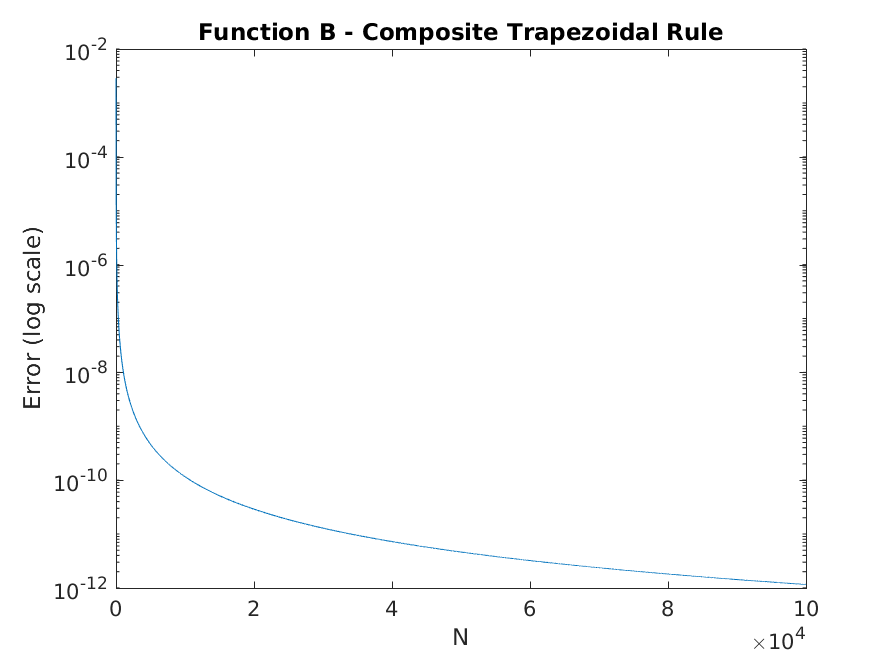 Function B - Composite Trapezoidal Rule
10^-2
10^-4
10^-6
10^-8
10^-10
10^-12
Error (log scale)
0 2 4 6 8 10
N
×10^4